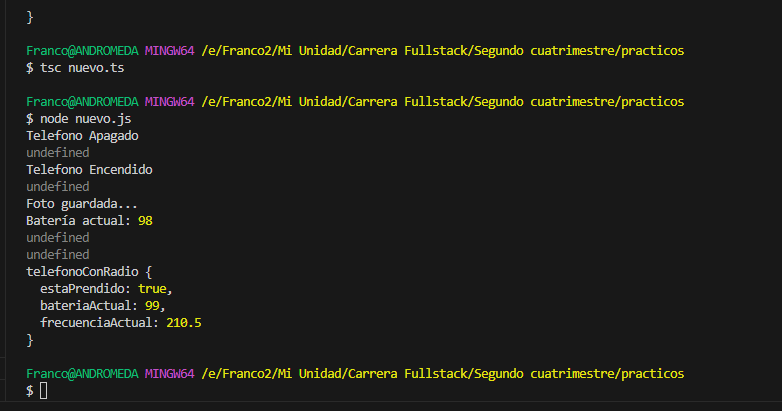 }
Franco@ANDROMEDA MINGW64 /e/Franco2/Mi Unidad/Carrera Fullstack/Segundo cuatrimestre/practicos
$ tsc nuevo.ts
Franco@ANDROMEDA MINGW64 /e/Franco2/Mi Unidad/Carrera Fullstack/Segundo cuatrimestre/practicos
$ node nuevo.js
Telefono Apagado
undefined
Telefono Encendido
undefined
Foto guardada...
Batería actual: 98
undefined
undefined
telefonoConRadio {
  estaPrendido: true,
  bateriaActual: 99,
  frecuenciaActual: 210.5
}
Franco@ANDROMEDA MINGW64 /e/Franco2/Mi Unidad/Carrera Fullstack/Segundo cuatrimestre/practicos
$